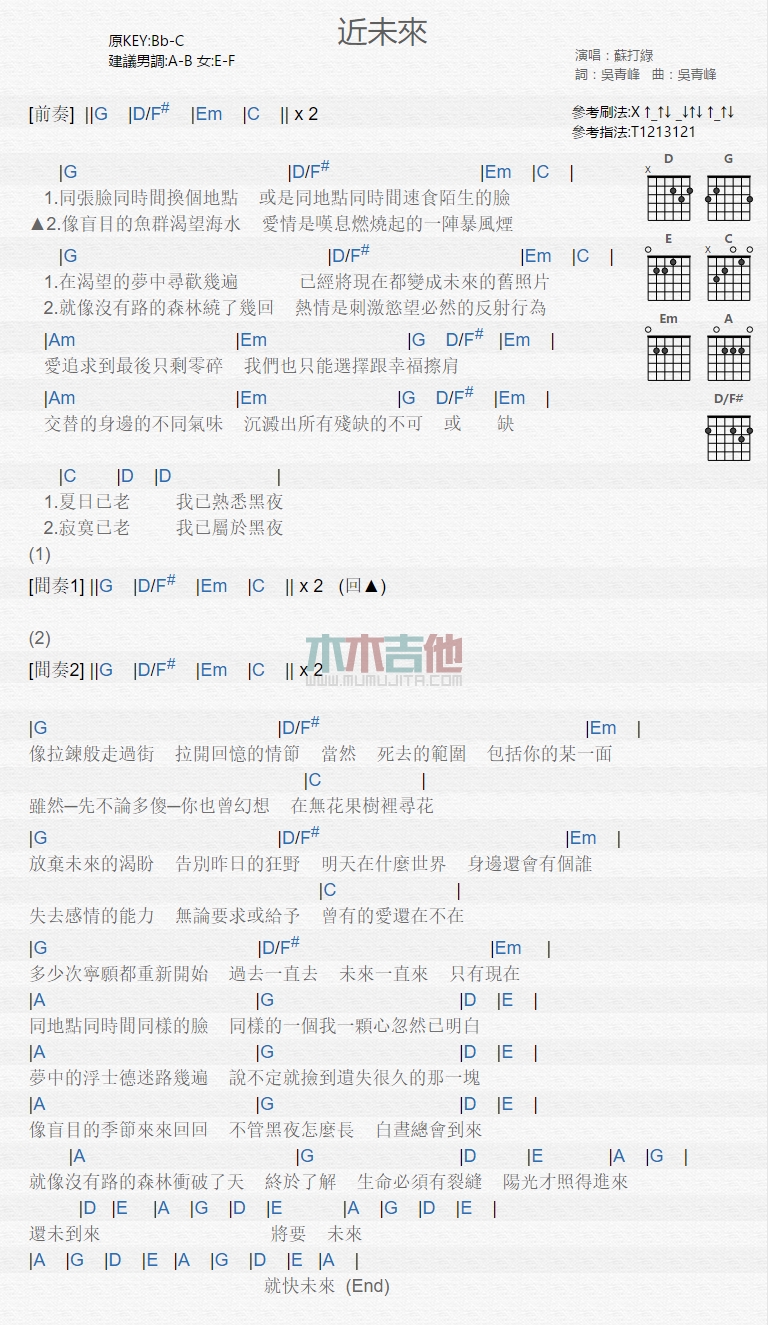 近未來
原KEY:Bb-C
建議男調:A-B 女:E-F
演唱：蘇打綠
詞：吳青峰 曲：吳青峰
[前奏] ||G |D/F# |Em |C || x 2
參考刷法:X ↑_↑↓ _↓↑↓ ↑_↑↓
參考指法:T1213121
|G |D/F# |Em |C |
1.同張臉同時間換個地點 或是同地點同時間速食陌生的臉
▲2.像盲目的魚群渴望海水 愛情是嘆息燃燒起的一陣暴風煙
|G |D/F# |Em |C |
1.在渴望的夢中尋歡幾遍 已經將現在都變成未來的舊照片
2.就像沒有路的森林繞了幾回 熱情是刺激慾望必然的反射行為
|Am |Em |G D/F# |Em |
愛追求到最後只剩零碎 我們也只能選擇跟幸福擦肩
|Am |Em |G D/F# |Em |
交替的身邊的不同氣味 沉澱出所有殘缺的不可 或 缺
D G
x
E C
x
Em A
D/F#
|C |D |D |
1.夏日已老 我已熟悉黑夜
2.寂寞已老 我已屬於黑夜
(1)
[間奏1] ||G |D/F# |Em |C || x 2 (回▲)
(2)
[間奏2] ||G |D/F# |Em |C || x 2
木木吉他
WWW.MUMUJITA.COM
|G |D/F# |Em |
像拉鍊般走過街 拉開回憶的情節 當然 死去的範圍 包括你的某一面
|C |
雖然─先不論多傻─你也曾幻想 在無花果樹裡尋花
|G |D/F# |Em |
放棄未來的渴盼 告別昨日的狂野 明天在什麼世界 身邊還會有個誰
|C |
失去感情的能力 無論要求或給予 曾有的愛還在不在
|G |D/F# |Em |
多少次寧願都重新開始 過去一直去 未來一直來 只有現在
|A |G |D |E |
同地點同時間同樣的臉 同樣的一個我一顆心忽然已明白
|A |G |D |E |
夢中的浮士德迷路幾遍 說不定就撿到遺失很久的那一塊
|A |G |D |E |
像盲目的季節來來回回 不管黑夜怎麼長 白晝總會到來
|A |G |D |E |A |G |
就像沒有路的森林衝破了天 終於了解 生命必須有裂縫 陽光才照得進來
|D |E |A |G |D |E |A |G |D |E |
還未到來 將要 未來
|A |G |D |E |A |G |D |E |A |
就快未來 (End)